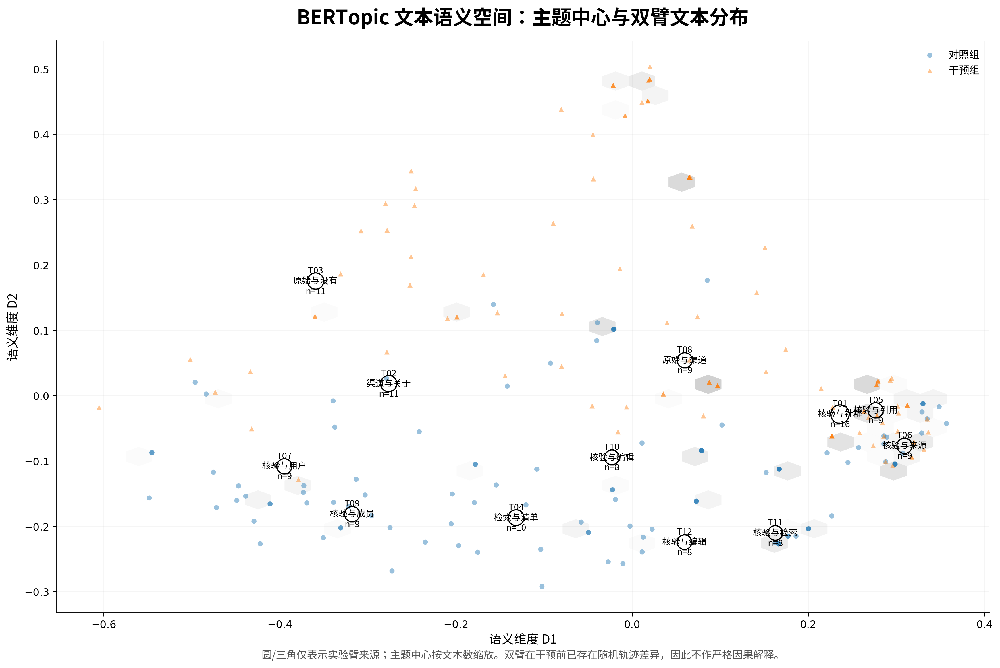 BERTopic 文本语义空间：主题中心与双臂文本分布
对照组
干预组
0.5
0.4
0.3
0.2
0.1
0.0
−0.1
−0.2
−0.3
语义维度 D2
T03
原始与没有
n=11
T08
原始与渠道
n=9
T02
渠道与关于
n=11
T01
核验与社群
n=16
T05
核验与引用
n=9
T06
核验与来源
n=9
T10
核验与编辑
n=8
T07
核验与用户
n=9
T09
核验与成员
n=9
T04
检索与清单
n=10
T11
核验与检索
n=8
T12
核验与编辑
n=8
−0.6
−0.4
−0.2
0.0
0.2
0.4
语义维度 D1
圆/三角仅表示实验臂来源；主题中心按文本数缩放。双臂在干预前已存在随机轨迹差异，因此不作严格因果解释。